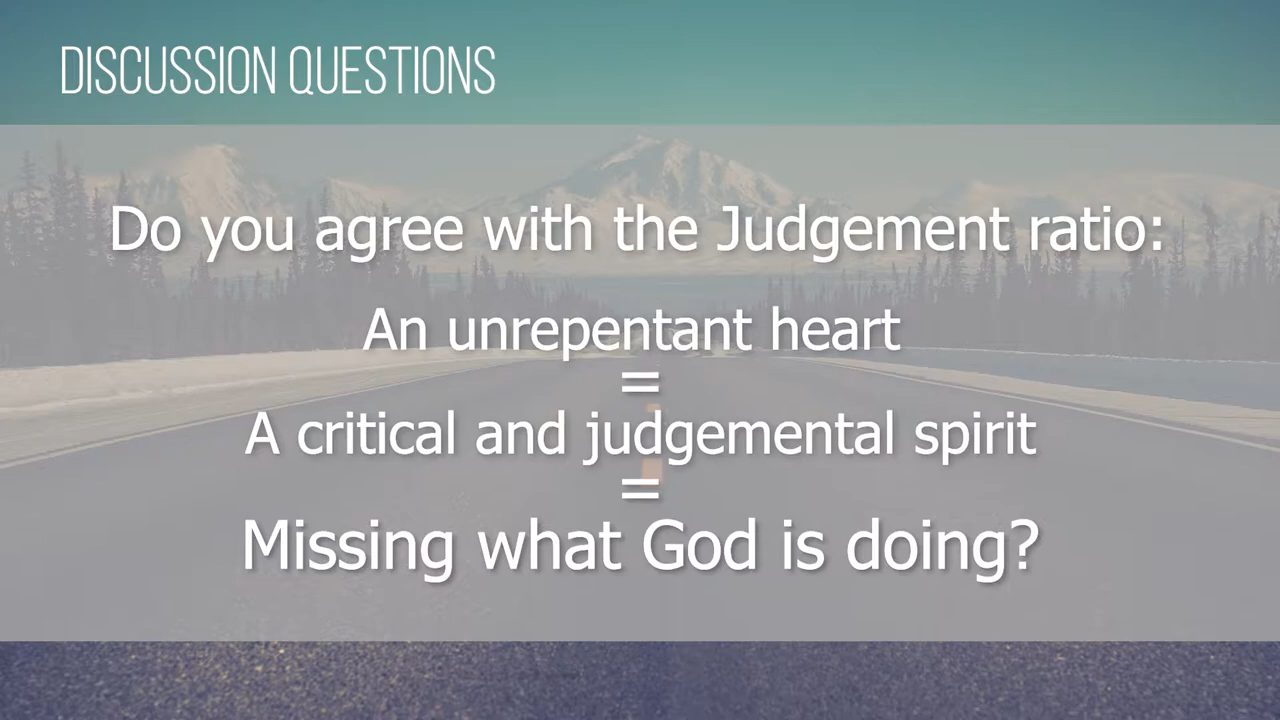 DISCUSSION QUESTIONS
Do you agree with the Judgement ratio:
An unrepentant heart
=
A critical and judgemental spirit
=
Missing what God is doing?